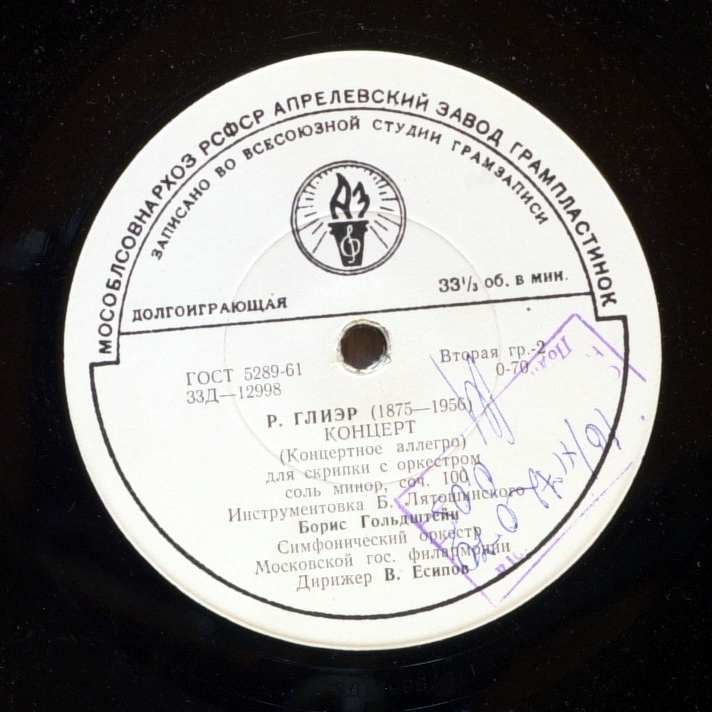 МОСОБЛСОВНАРХОЗ РСФСР АПРЕЛЕВСКИЙ ЗАВОД ГРАМПЛАСТИНОК
ЗАПИСАНО ВО ВСЕСОЮЗНОЙ СТУДИИ ГРАМЗАПИСИ
АЗ
ДОЛГОИГРАЮЩАЯ
33⅓ об. в мин.
ГОСТ 5289-61
33Д—12998
Вторая гр.-2
0-70
Р. ГЛИЭР (1875—1956)
КОНЦЕРТ
(Концертное аллегро)
для скрипки с оркестром
соль минор, соч. 100
Инструментовка Б. Лятошинского
Борис Гольдштейн
Симфонический оркестр
Московской гос. филармонии
Дирижер В. Есипов